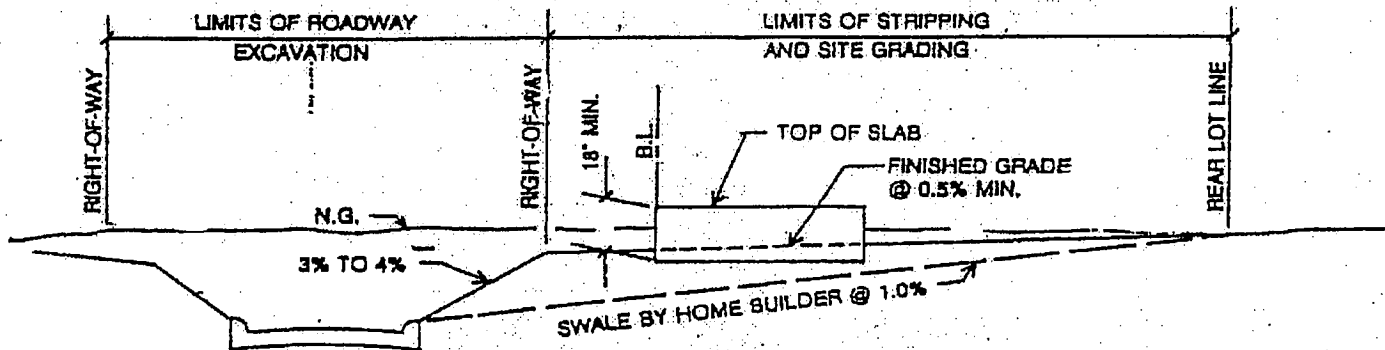 LIMITS OF ROADWAY
EXCAVATION
LIMITS OF STRIPPING
AND SITE GRADING
RIGHT-OF-WAY
RIGHT-OF-WAY
18" MIN.
B.L.
REAR LOT LINE
TOP OF SLAB
FINISHED GRADE
@ 0.5% MIN.
N.G.
3% TO 4%
SWALE BY HOME BUILDER @ 1.0%